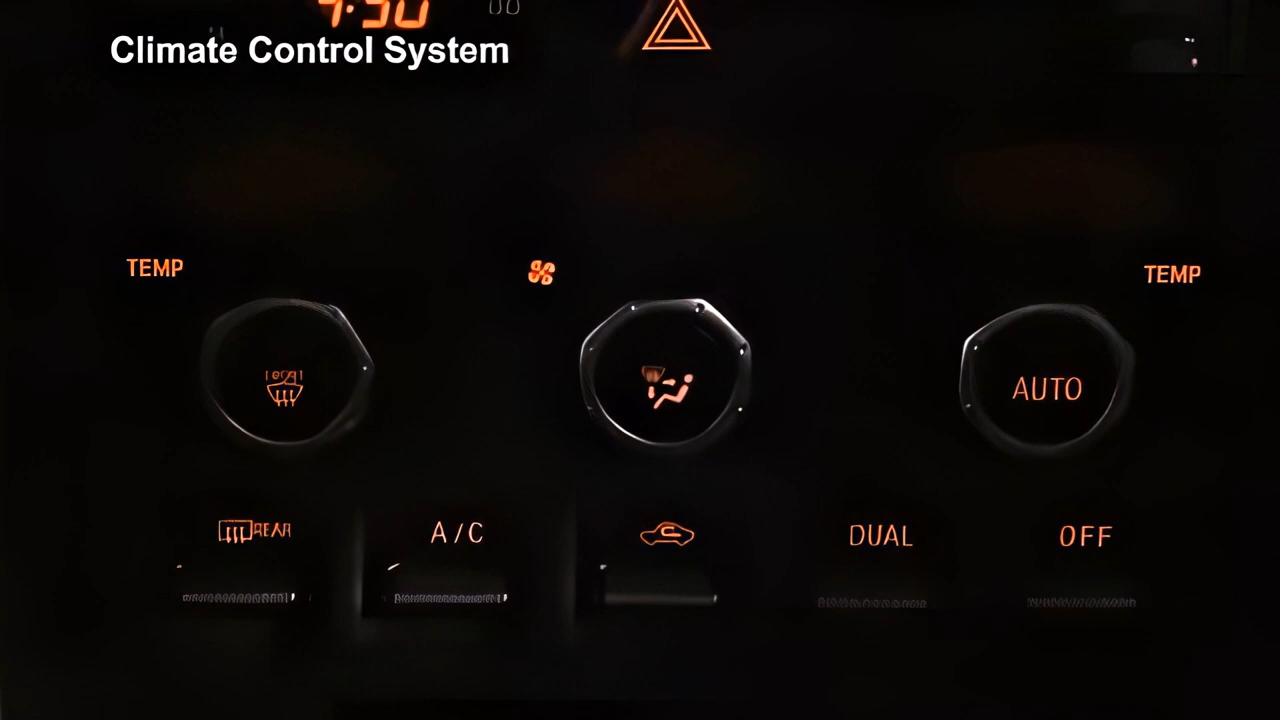 Climate Control System
TEMP
TEMP
AUTO
REAR
A/C
DUAL
OFF